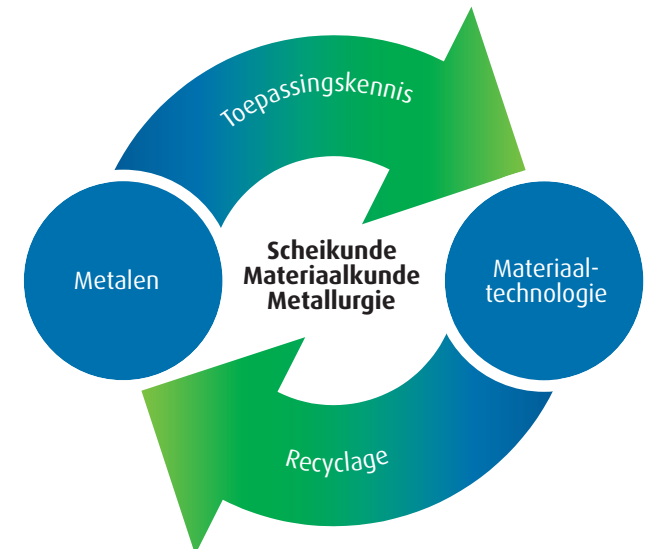 Toepassingskennis
Metalen
Scheikunde
Materiaalkunde
Metallurgie
Materiaal-
technologie
Recyclage